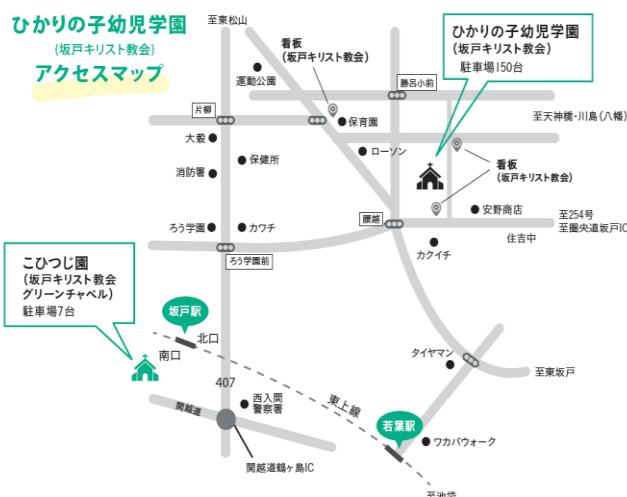 ひかりの子幼児学園
(坂戸キリスト教会)
アクセスマップ
至東松山
看板
(坂戸キリスト教会)
運動公園
ひかりの子幼児学園
(坂戸キリスト教会)
駐車場150台
勝呂小前
片柳
保育園
至天神橋・川島(八幡)
大穀
ローソン
保健所
消防署
看板
(坂戸キリスト教会)
安野商店
腰越
至254号
至圏央道坂戸IC
住吉中
ろう学園
カワチ
カクイチ
ろう学園前
こひつじ園
(坂戸キリスト教会
グリーンチャペル)
駐車場7台
坂戸駅
北口
南口
タイヤマン
至東坂戸
407
西入間
警察署
関越道
東上線
若葉駅
ワカバウォーク
関越道鶴ヶ島IC
至池袋